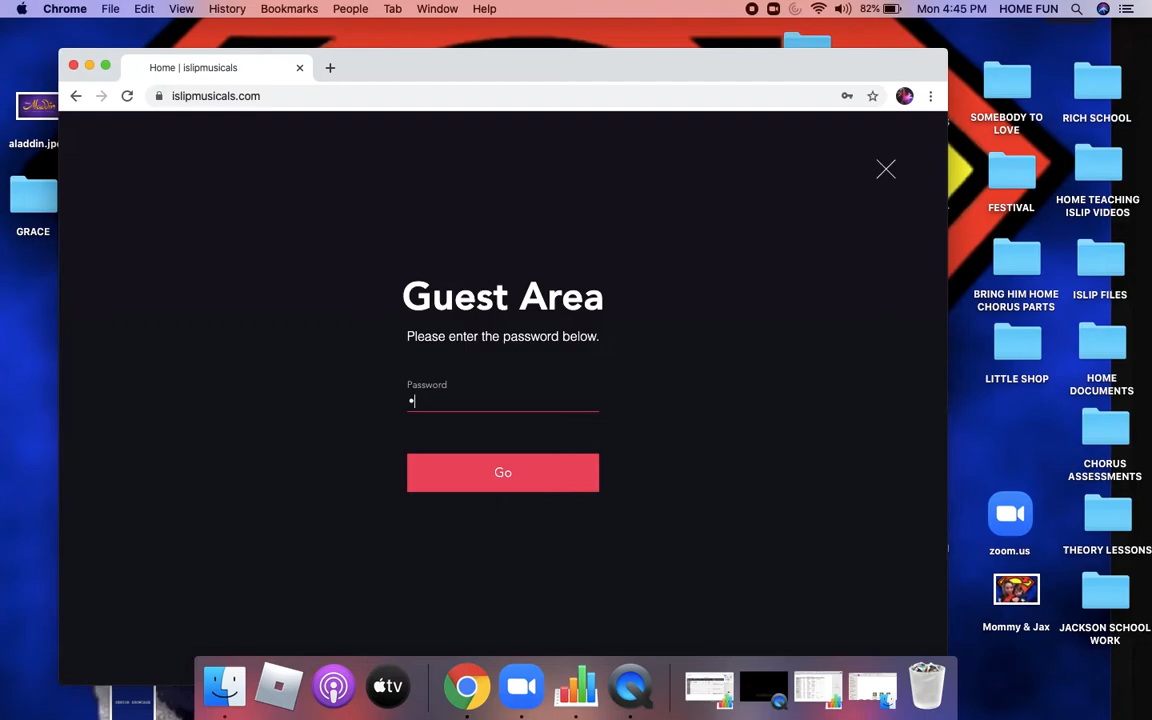 Chrome File Edit View History Bookmarks People Tab Window Help 82% Mon 4:45 PM HOME FUN
Home | islipmusicals
islipmusicals.com
Guest Area
Please enter the password below.
Password
•
Go
Aladdin
aladdin.jp
GRACE
SOMEBODY TO
LOVE
RICH SCHOOL
FESTIVAL
HOME TEACHING
ISLIP VIDEOS
BRING HIM HOME
CHORUS PARTS
ISLIP FILES
LITTLE SHOP
HOME
DOCUMENTS
CHORUS
ASSESSMENTS
zoom.us
THEORY LESSONS
Mommy & Jax
JACKSON SCHOOL
WORK
tv